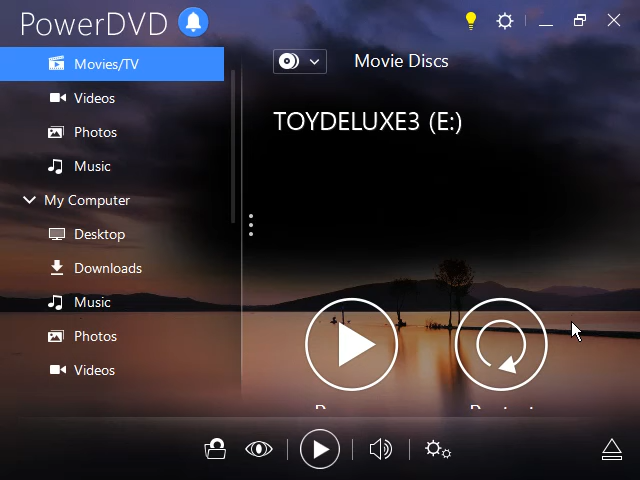 PowerDVD
Movies/TV
Videos
Photos
Music
My Computer
Desktop
Downloads
Music
Photos
Videos
Movie Discs
TOYDELUXE3 (E:)